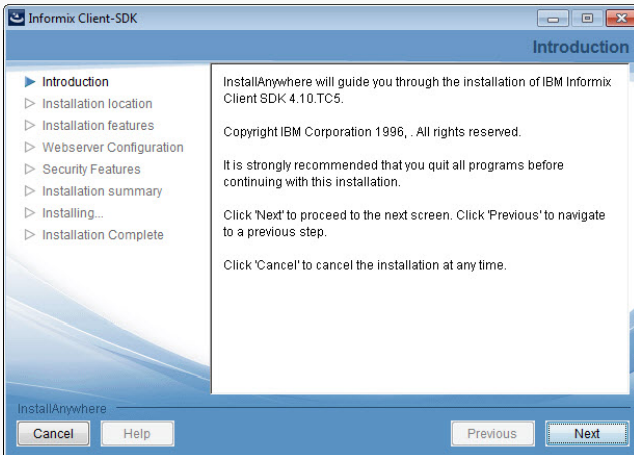 Informix Client-SDK
Introduction
Introduction
Installation location
Installation features
Webserver Configuration
Security Features
Installation summary
Installing...
Installation Complete
InstallAnywhere will guide you through the installation of IBM Informix
Client SDK 4.10.TC5.
Copyright IBM Corporation 1996, . All rights reserved.
It is strongly recommended that you quit all programs before
continuing with this installation.
Click 'Next' to proceed to the next screen. Click 'Previous' to navigate
to a previous step.
Click 'Cancel' to cancel the installation at any time.
InstallAnywhere
Cancel
Help
Previous
Next